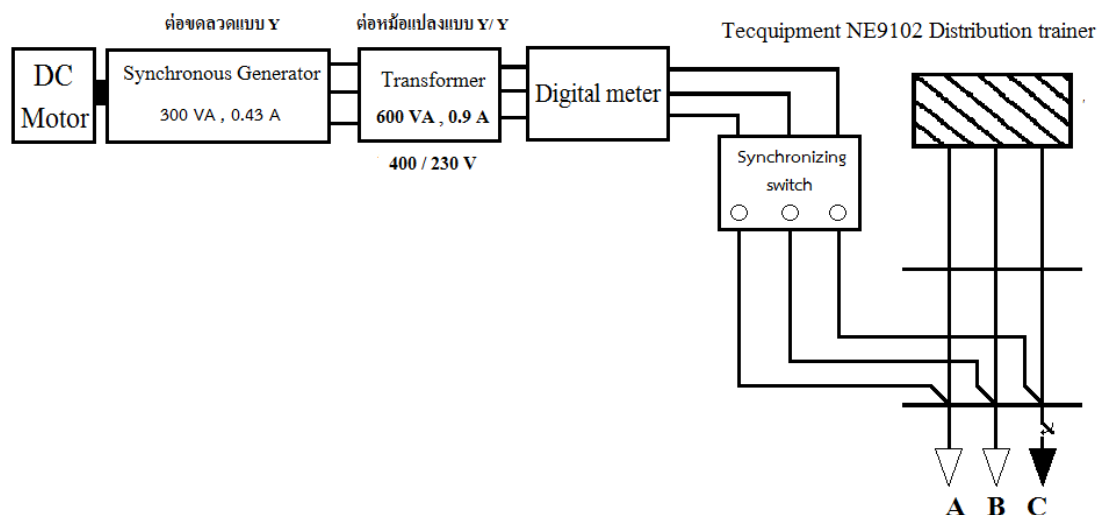 ต่อขดลวดแบบ Y
ต่อหม้อแปลงแบบ Y/ Y
Tecquipment NE9102 Distribution trainer
DC
Motor
Synchronous Generator
300 VA , 0.43 A
Transformer
600 VA , 0.9 A
400 / 230 V
Digital meter
Synchronizing
switch
A B C